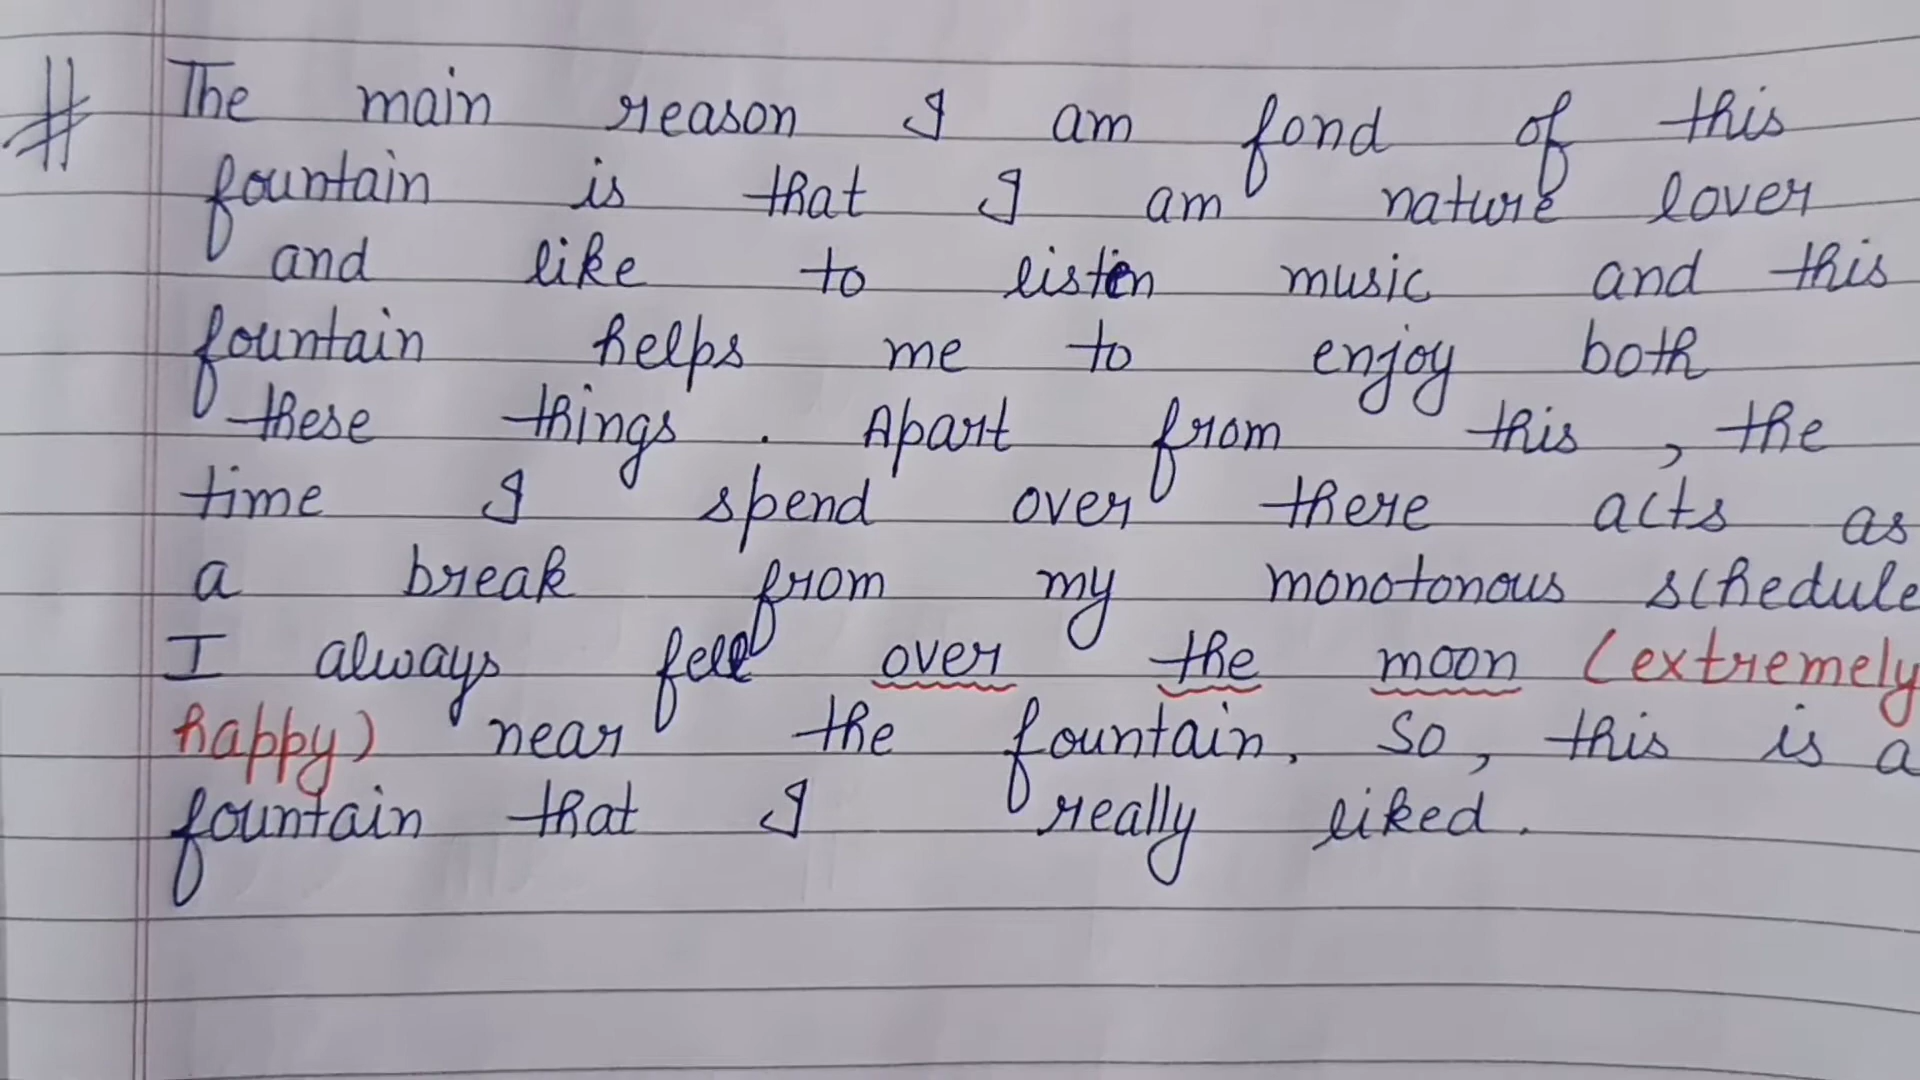 # The main reason I am fond of this
fountain is that I am nature lover
and like to listen music and this
fountain helps me to enjoy both
these things. Apart from this, the
time I spend over there acts as
a break from my monotonous schedule
I always feel over the moon (extremely
happy) near the fountain. So, this is a
fountain that I really liked.